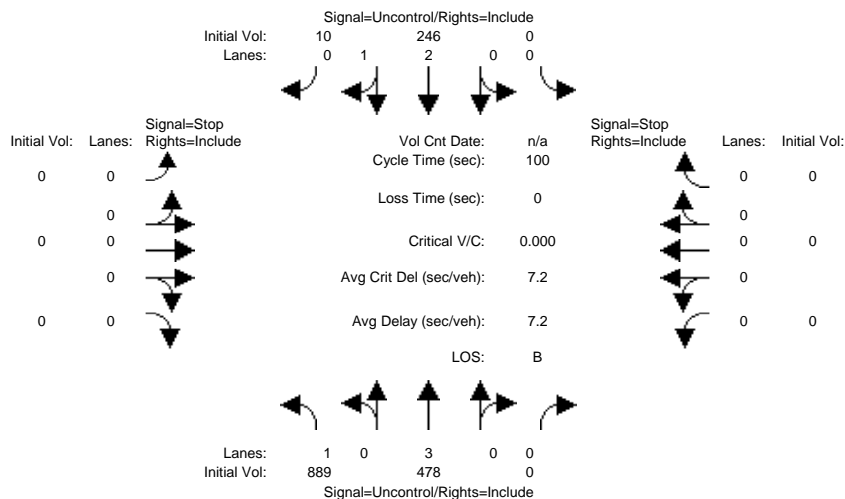 Signal=Uncontrol/Rights=Include
Initial Vol: 10 246 0
Lanes: 0 1 2 0 0
Signal=Stop
Initial Vol: Lanes: Rights=Include
Vol Cnt Date: n/a
Signal=Stop
Rights=Include Lanes: Initial Vol:
Cycle Time (sec): 100
0 0
0 0
Loss Time (sec): 0
0
0
0 0
Critical V/C: 0.000
0 0
0
Avg Crit Del (sec/veh): 7.2
0
0 0
Avg Delay (sec/veh): 7.2
0 0
LOS: B
Lanes: 1 0 3 0 0
Initial Vol: 889 478 0
Signal=Uncontrol/Rights=Include